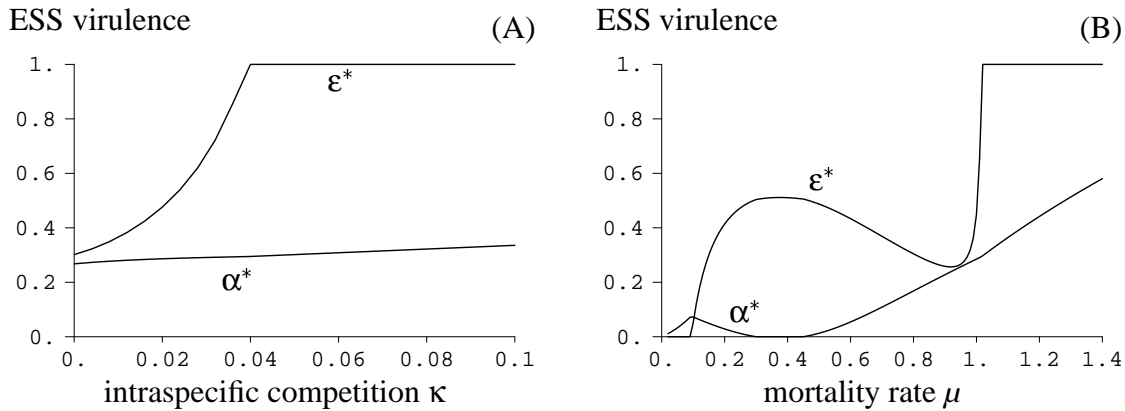 ESS virulence (A)
1.
0.8
0.6
0.4
0.2
0.
ε*
α*
0. 0.02 0.04 0.06 0.08 0.1
intraspecific competition κ
ESS virulence (B)
1.
0.8
0.6
0.4
0.2
0.
ε*
α*
0. 0.2 0.4 0.6 0.8 1. 1.2 1.4
mortality rate μ